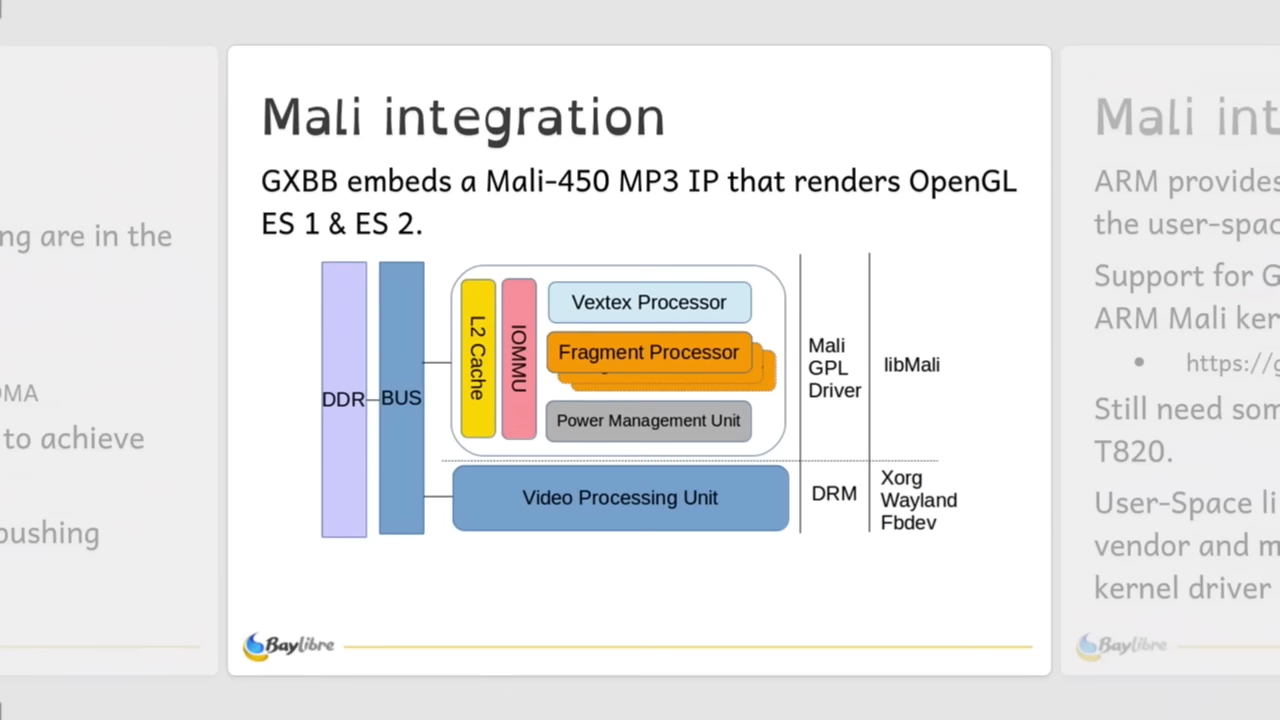 Mali integration
GXBB embeds a Mali-450 MP3 IP that renders OpenGL
ES 1 & ES 2.
DDR
BUS
L2 Cache
IOMMU
Vextex Processor
Fragment Processor
Power Management Unit
Mali
GPL
Driver
libMali
Video Processing Unit
DRM
Xorg
Wayland
Fbdev
Baylibre
ng are in the
OMA
to achieve
pushing
Mali int
ARM provides
the user-spac
Support for G
ARM Mali ker
• https://g
Still need som
T820.
User-Space li
vendor and m
kernel driver
Baylibre